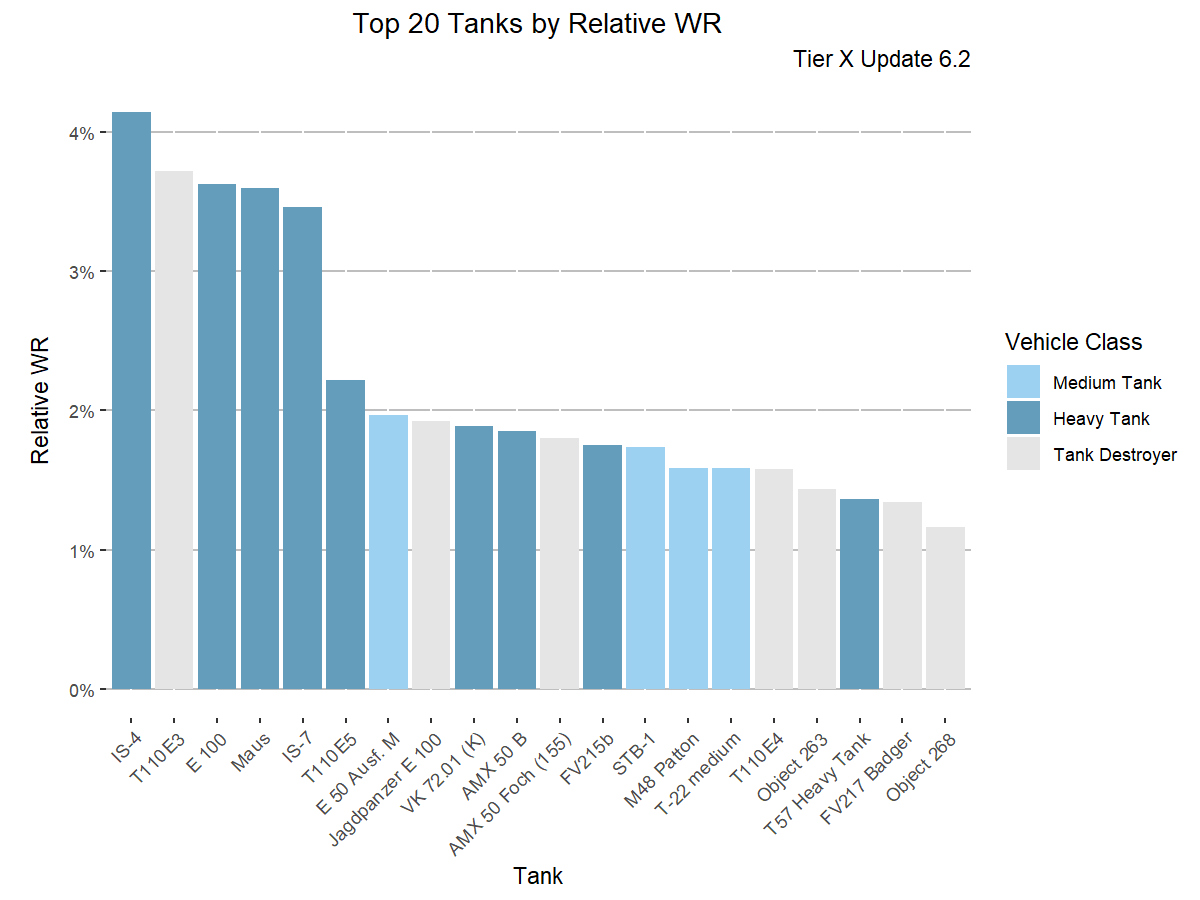 Top 20 Tanks by Relative WR
Tier X Update 6.2
4%
3%
2%
1%
0%
Relative WR
IS-4
T110E3
E 100
Maus
IS-7
T110E5
E 50 Ausf. M
Jagdpanzer E 100
VK 72.01 (K)
AMX 50 B
AMX 50 Foch (155)
FV215b
STB-1
M48 Patton
T-22 medium
T110E4
Object 263
T57 Heavy Tank
FV217 Badger
Object 268
Tank
Vehicle Class
Medium Tank
Heavy Tank
Tank Destroyer